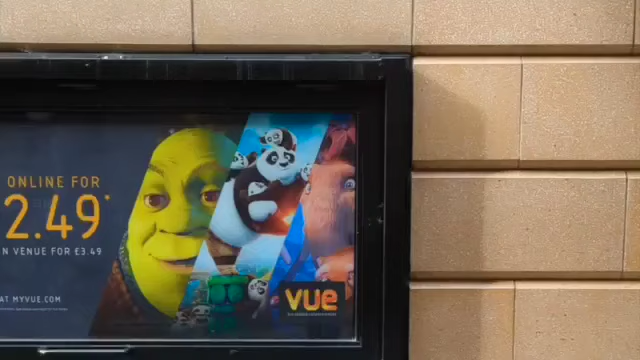 ONLINE FOR
2.49*
N VENUE FOR £3.49
AT MYVUE.COM
VUE